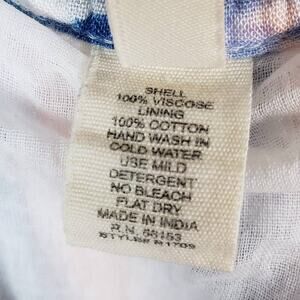 SHELL
100% VISCOSE
LINING
100% COTTON
HAND WASH IN
COLD WATER
USE MILD
DETERGENT
NO BLEACH
FLAT DRY
MADE IN INDIA
R.N.
STYLE#